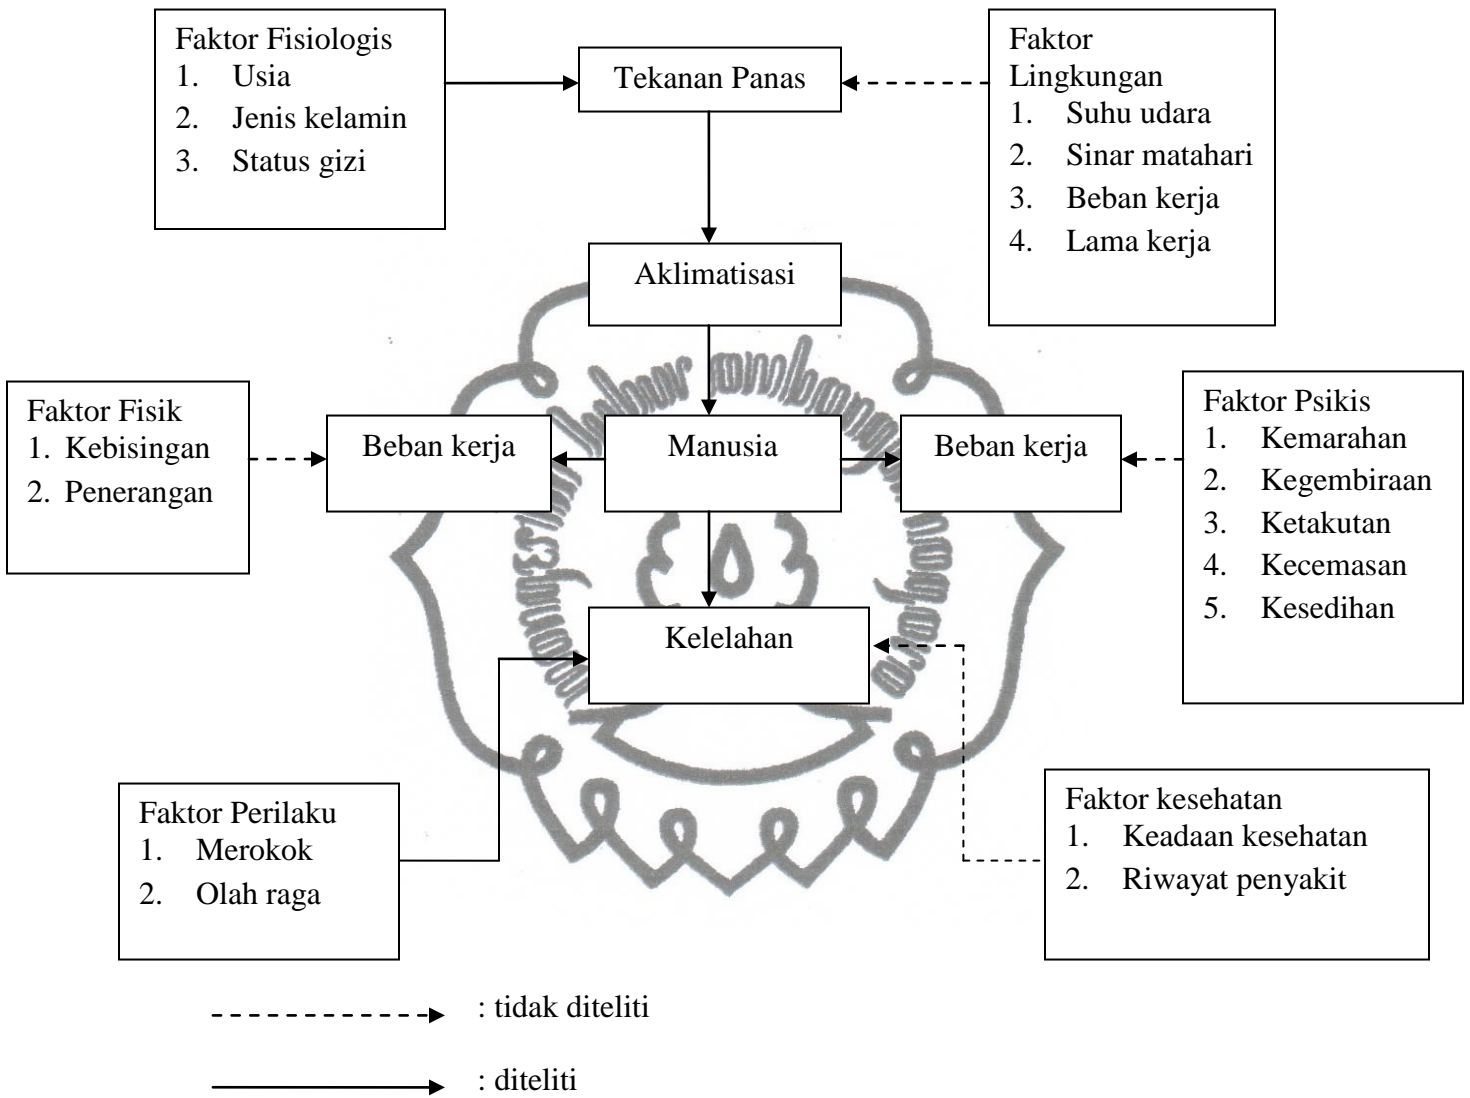 Faktor Fisiologis
1. Usia
2. Jenis kelamin
3. Status gizi
Tekanan Panas
Faktor
Lingkungan
1. Suhu udara
2. Sinar matahari
3. Beban kerja
4. Lama kerja
Aklimatisasi
Faktor Fisik
1. Kebisingan
2. Penerangan
Beban kerja
Manusia
Beban kerja
Faktor Psikis
1. Kemarahan
2. Kegembiraan
3. Ketakutan
4. Kecemasan
5. Kesedihan
Kelelahan
Faktor Perilaku
1. Merokok
2. Olah raga
Faktor kesehatan
1. Keadaan kesehatan
2. Riwayat penyakit
: tidak diteliti
: diteliti